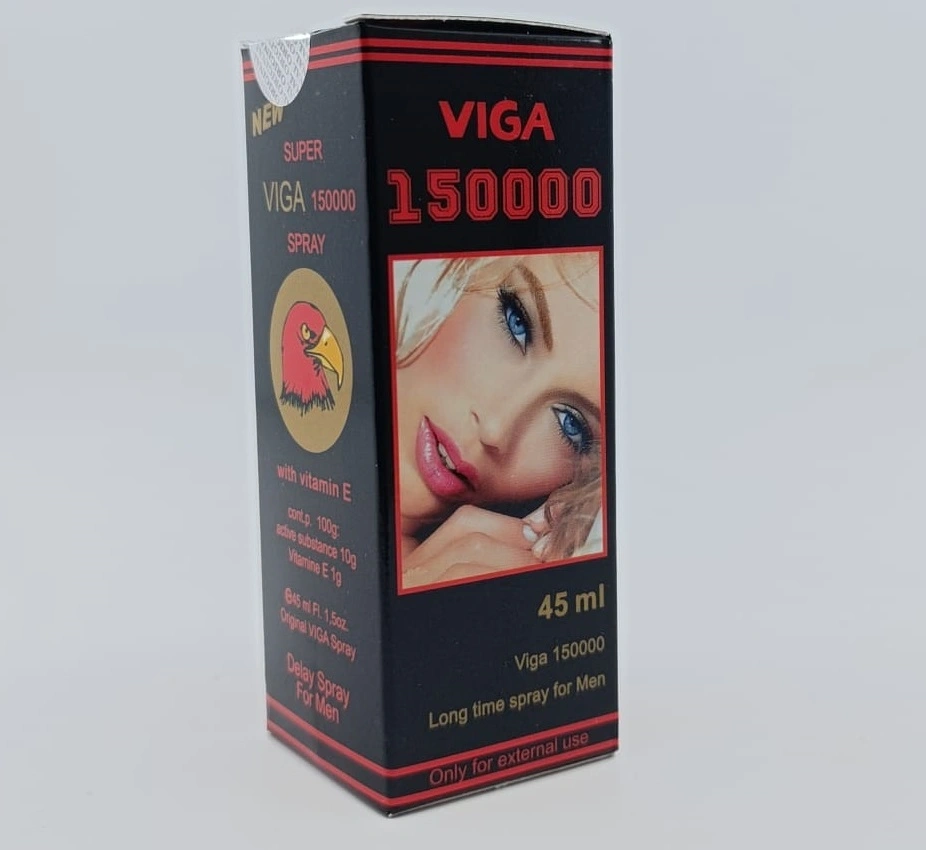 NEW
SUPER
VIGA 150000
SPRAY
with vitamin E
cont.p. 100g:
active substance 10g
Vitamine E 1g
℮45 ml Fl. 1,5oz.
Original VIGA Spray
Delay Spray
For Men
VIGA
150000
45 ml
Viga 150000
Long time spray for Men
Only for external use